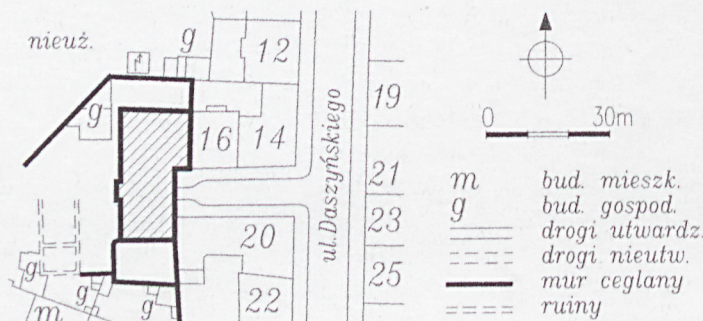 nieuż.
g
12
19
g
16
14
ul.Daszyńskiego
21
23
20
25
g
g
g
22
m
0 30m
m bud. mieszk.
g bud. gospod.
drogi utwardz.
drogi nieutw.
mur ceglany
ruiny